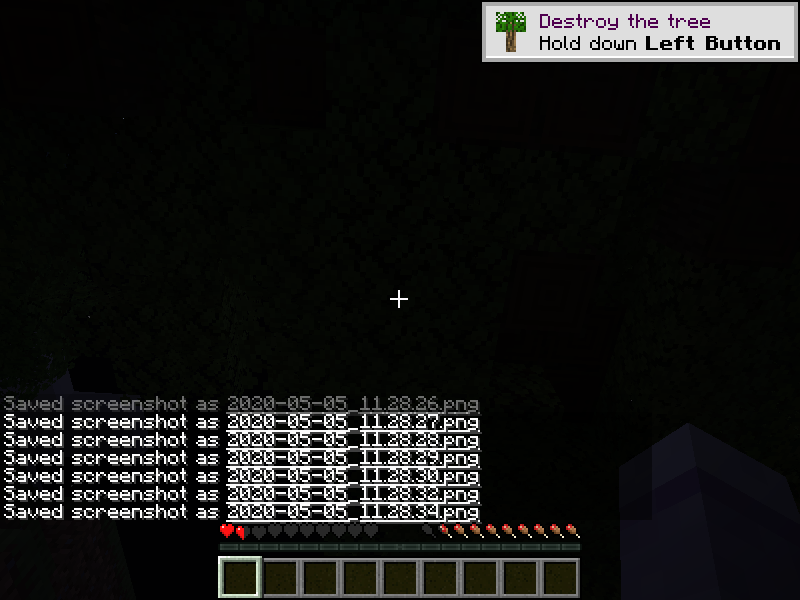 Destroy the tree
Hold down Left Button
Saved screenshot as 2020-05-05_11.28.26.png
Saved screenshot as 2020-05-05_11.28.27.png
Saved screenshot as 2020-05-05_11.28.28.png
Saved screenshot as 2020-05-05_11.28.29.png
Saved screenshot as 2020-05-05_11.28.30.png
Saved screenshot as 2020-05-05_11.28.32.png
Saved screenshot as 2020-05-05_11.28.34.png